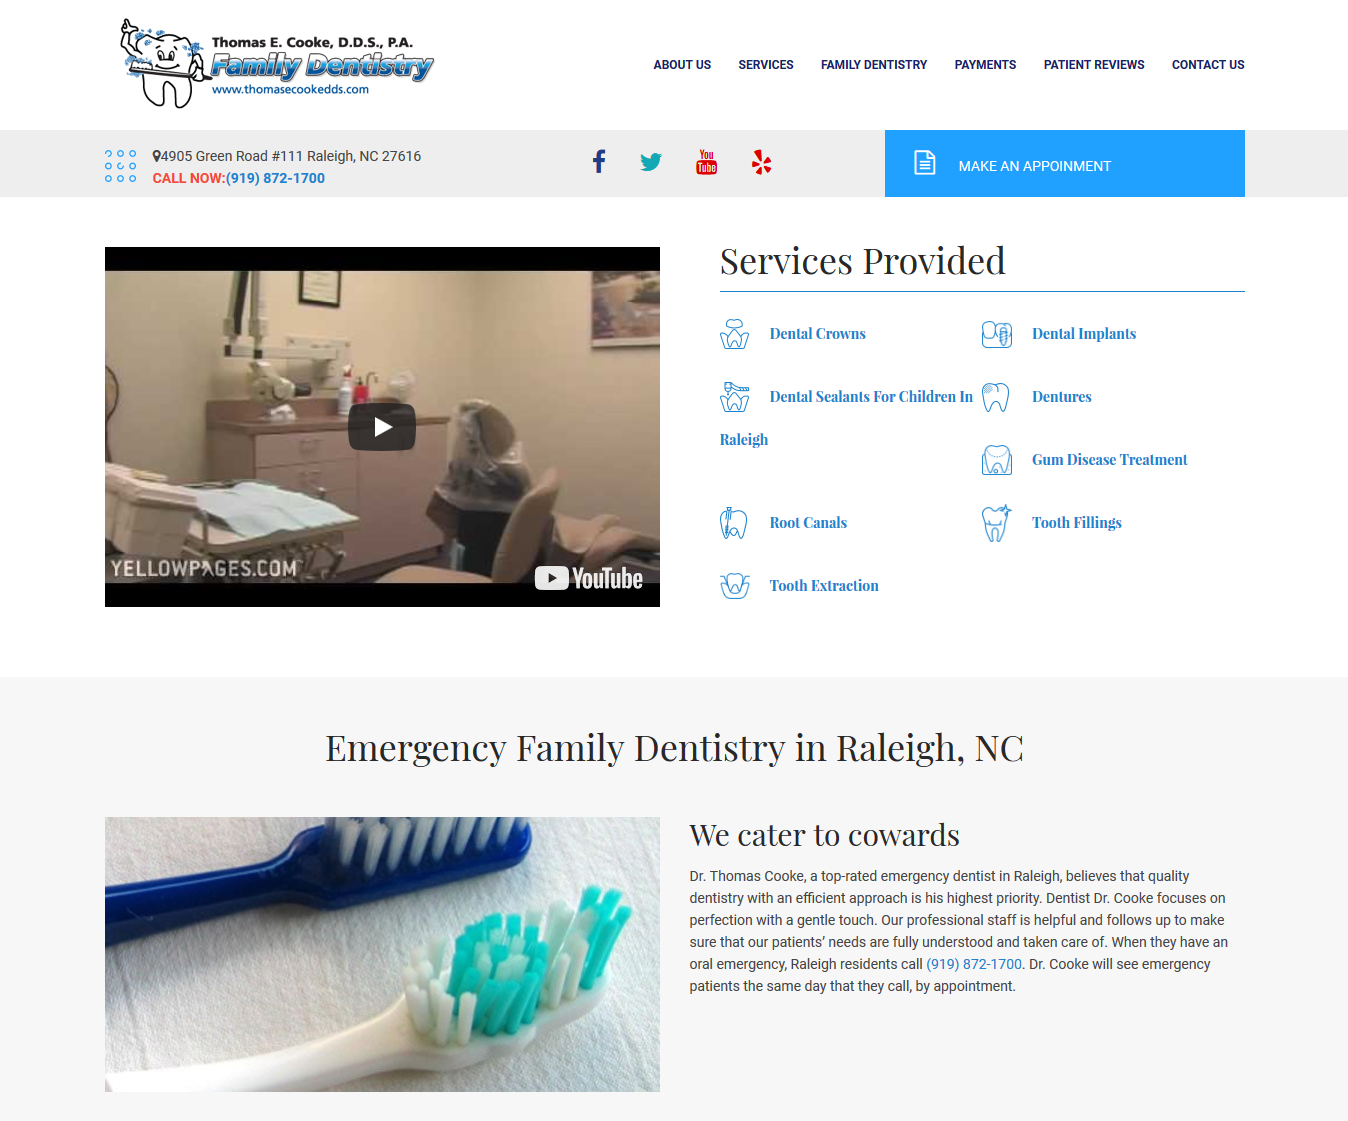 Thomas E. Cooke, D.D.S., P.A.
Family Dentistry
www.thomasecookedds.com
ABOUT US
SERVICES
FAMILY DENTISTRY
PAYMENTS
PATIENT REVIEWS
CONTACT US
4905 Green Road #111 Raleigh, NC 27616
CALL NOW:(919) 872-1700
You
Tube
MAKE AN APPOINMENT
YELLOWPAGES.COM
YouTube
Services Provided
Dental Crowns
Dental Implants
Dental Sealants For Children In
Raleigh
Dentures
Gum Disease Treatment
Root Canals
Tooth Fillings
Tooth Extraction
Emergency Family Dentistry in Raleigh, NC
We cater to cowards
Dr. Thomas Cooke, a top-rated emergency dentist in Raleigh, believes that quality
dentistry with an efficient approach is his highest priority. Dentist Dr. Cooke focuses on
perfection with a gentle touch. Our professional staff is helpful and follows up to make
sure that our patients’ needs are fully understood and taken care of. When they have an
oral emergency, Raleigh residents call (919) 872-1700. Dr. Cooke will see emergency
patients the same day that they call, by appointment.